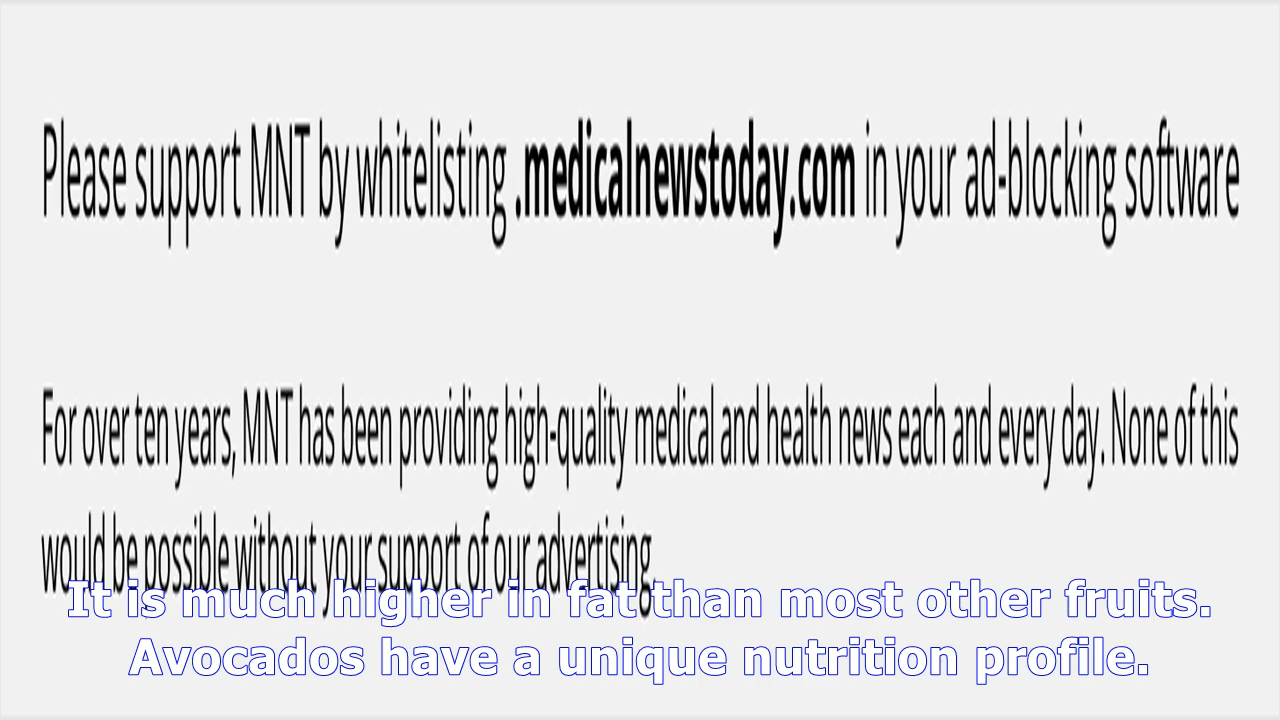 Please support MNT by whitelisting .medicalnewstoday.com in your ad-blocking software
For over ten years, MNT has been providing high-quality medical and health news each and every day. None of this
would be possible without your support of our advertising.
It is much higher in fat than most other fruits.
Avocados have a unique nutrition profile.